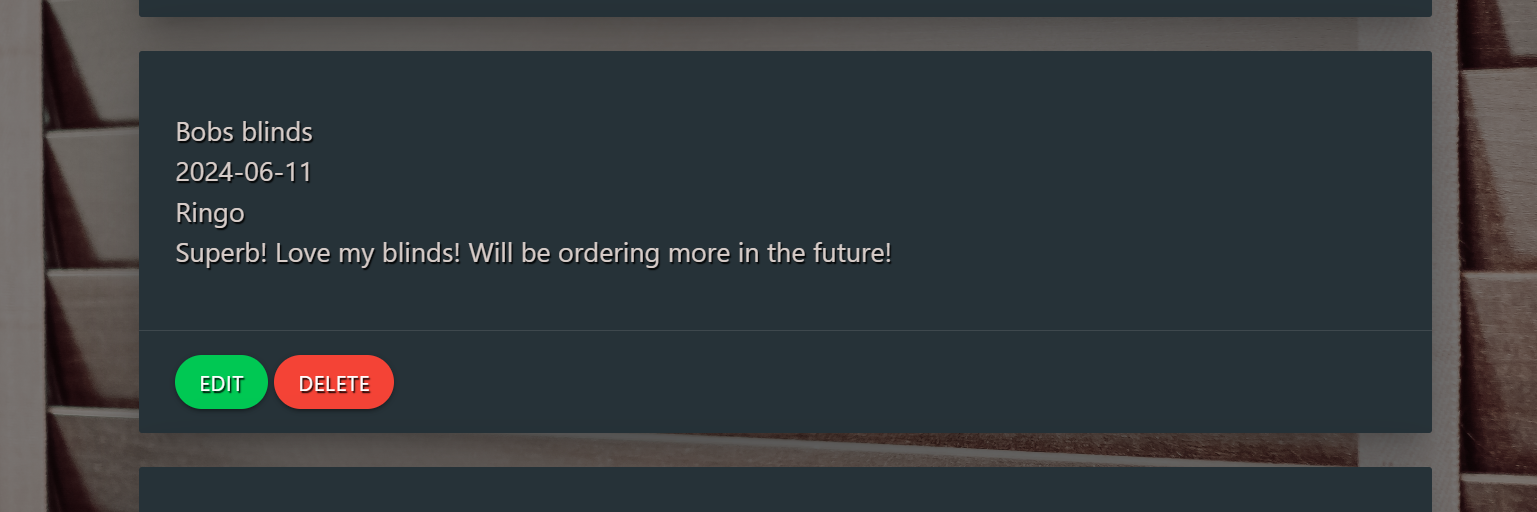 Bobs blinds
2024-06-11
Ringo
Superb! Love my blinds! Will be ordering more in the future!
EDIT DELETE